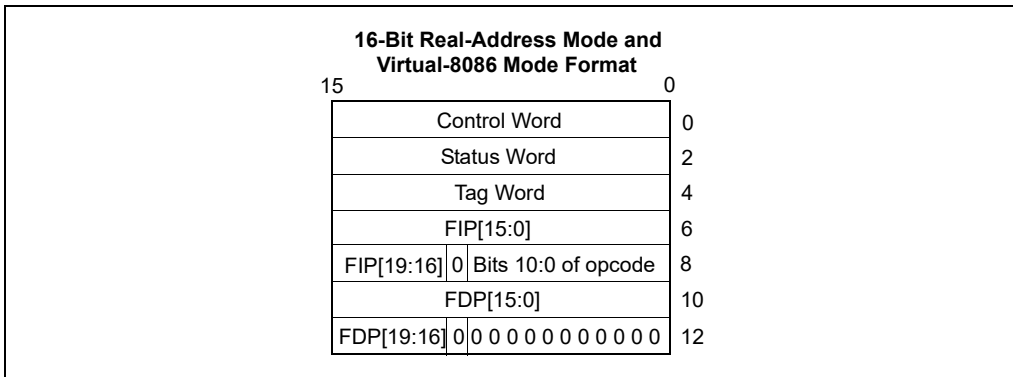 16-Bit Real-Address Mode and
Virtual-8086 Mode Format
15 0
Control Word 0
Status Word 2
Tag Word 4
FIP[15:0] 6
FIP[19:16] 0 Bits 10:0 of opcode 8
FDP[15:0] 10
FDP[19:16] 0 0 0 0 0 0 0 0 0 0 0 0 12